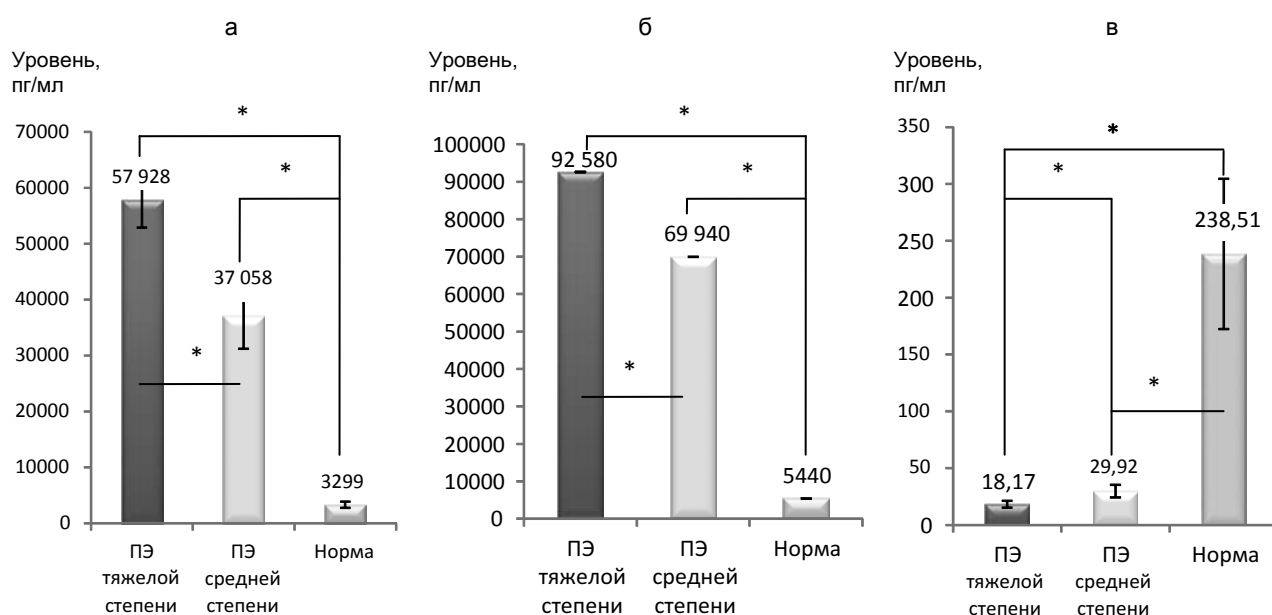 а
Уровень,
пг/мл
*
*
70000
60000
50000
40000
30000
20000
10000
0
57 928
37 058
*
3299
ПЭ
тяжелой
степени
ПЭ
средней
степени
Норма
б
Уровень,
пг/мл
*
*
100000
90000
80000
70000
60000
50000
40000
30000
20000
10000
0
92 580
69 940
*
5440
ПЭ
тяжелой
степени
ПЭ
средней
степени
Норма
в
Уровень,
пг/мл
*
*
350
300
250
200
150
100
50
0
238,51
*
18,17
29,92
ПЭ
тяжелой
степени
ПЭ
средней
степени
Норма